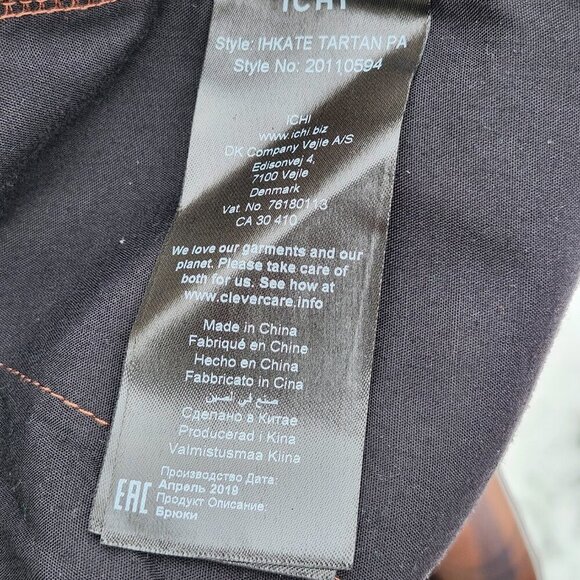 ICHI
Style: IHKATE TARTAN PA
Style No: 20110594
ICHI
www.ichi.biz
DK Company Vejle A/S
Edisonvej 4,
7100 Vejle
Denmark
Vat. No. 76180113
CA 30 410
We love our garments and our
planet. Please take care of
both for us. See how at
www.clevercare.info
Made in China
Fabriqué en Chine
Hecho en China
Fabbricato in Cina
صنع في الصين
Сделано в Китае
Producerad i Kina
Valmistusmaa Kiina
Производство Дата:
Апрель 2019
Продукт Описание:
Брюки
EAC